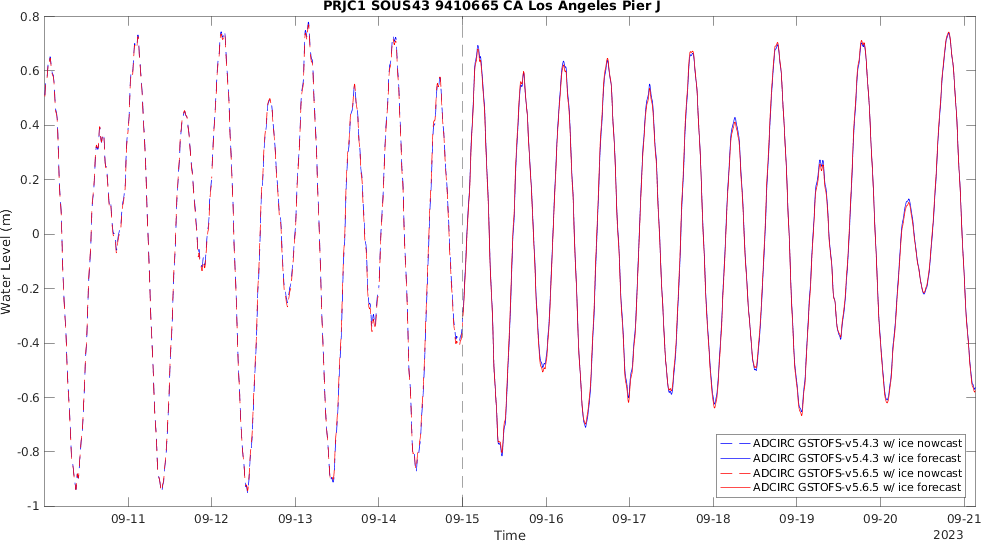 PRJC1 SOUS43 9410665 CA Los Angeles Pier J
0.8
0.6
0.4
0.2
0
-0.2
-0.4
-0.6
-0.8
-1
Water Level (m)
09-11 09-12 09-13 09-14 09-15 09-16 09-17 09-18 09-19 09-20 09-21
2023
Time
ADCIRC GSTOFS-v5.4.3 w/ ice nowcast
ADCIRC GSTOFS-v5.4.3 w/ ice forecast
ADCIRC GSTOFS-v5.6.5 w/ ice nowcast
ADCIRC GSTOFS-v5.6.5 w/ ice forecast